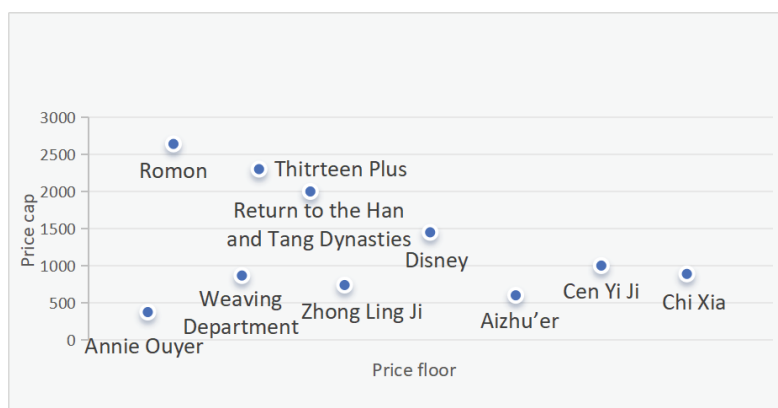 3000
2500
2000
1500
1000
500
0
Price cap
Romon
Thitrteen Plus
Return to the Han
and Tang Dynasties
Disney
Weaving
Department
Zhong Ling Ji
Annie Ouyer
Aizhu’er
Cen Yi Ji
Chi Xia
Price floor